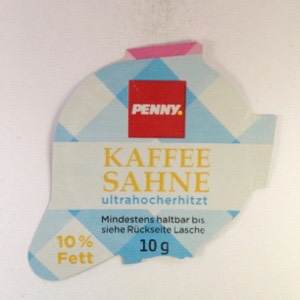 PENNY.
KAFFEE
SAHNE
ultrahocherhitzt
Mindestens haltbar bis
siehe Rückseite Lasche
10 g
10 %
Fett